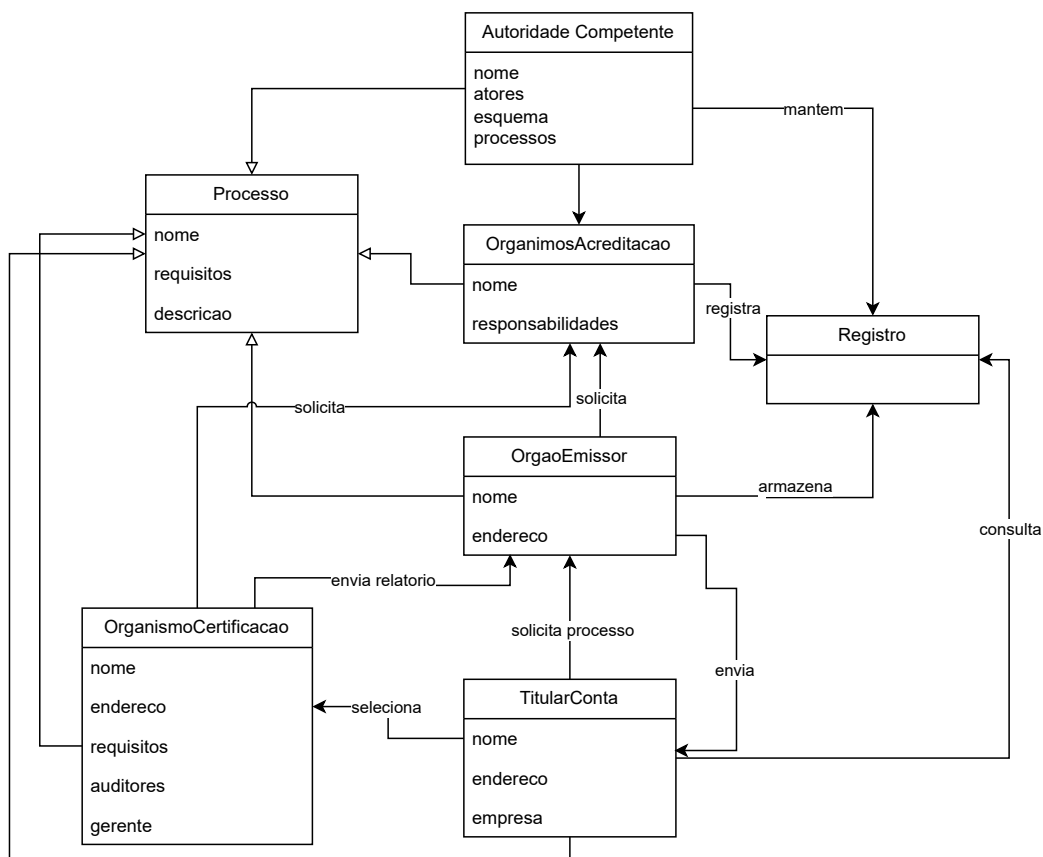 Autoridade Competente
nome
atores
esquema
processos
mantem
Processo
nome
requisitos
descricao
OrganimosAcreditacao
nome
responsabilidades
registra
Registro
solicita
solicita
OrgaoEmissor
nome
endereco
armazena
consulta
envia relatorio
OrganismoCertificacao
nome
endereco
requisitos
auditores
gerente
solicita processo
envia
seleciona
TitularConta
nome
endereco
empresa